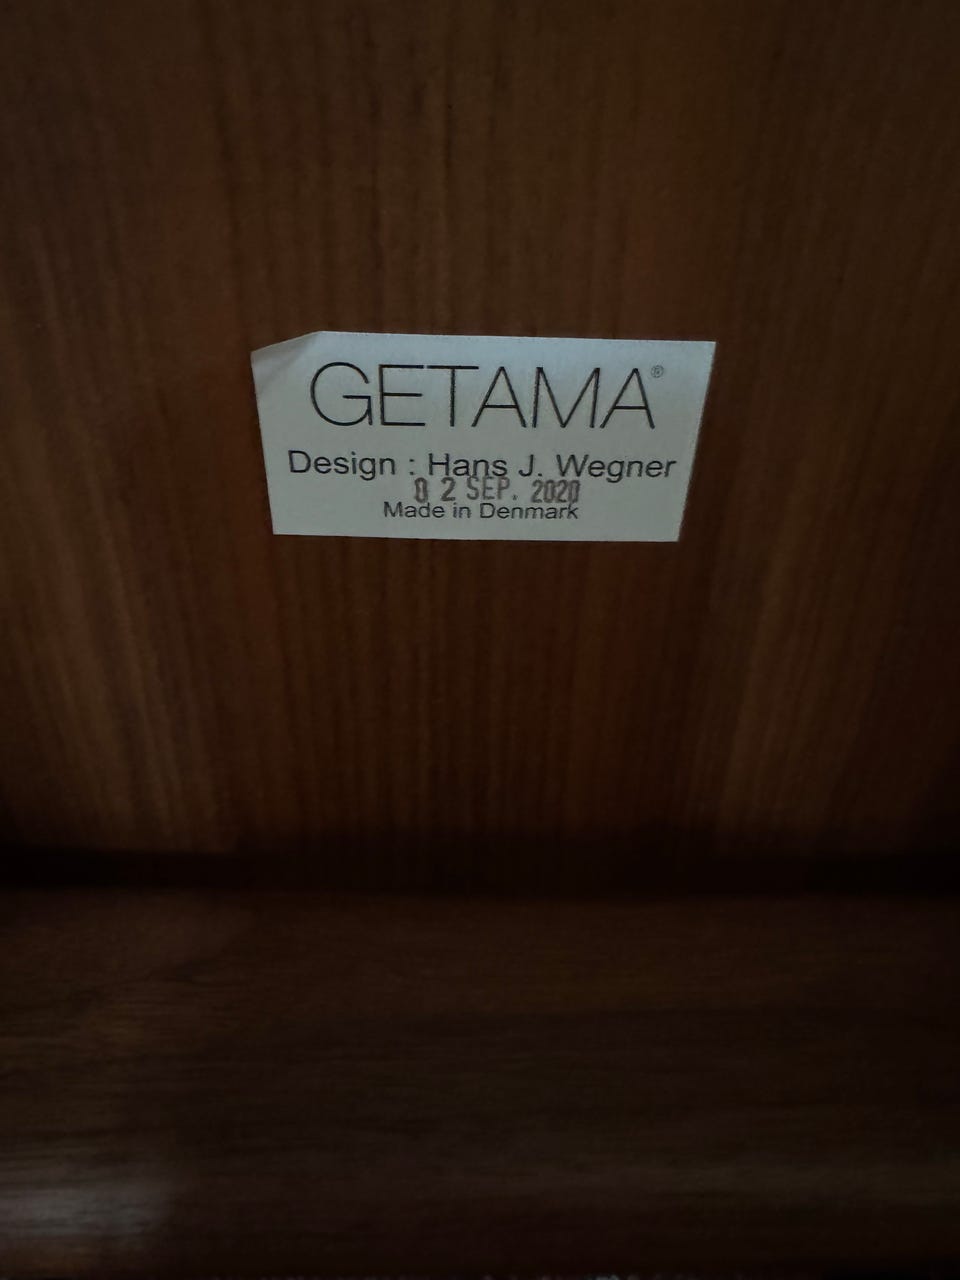 GETAMA®
Design : Hans J. Wegner
02 SEP. 2020
Made in Denmark